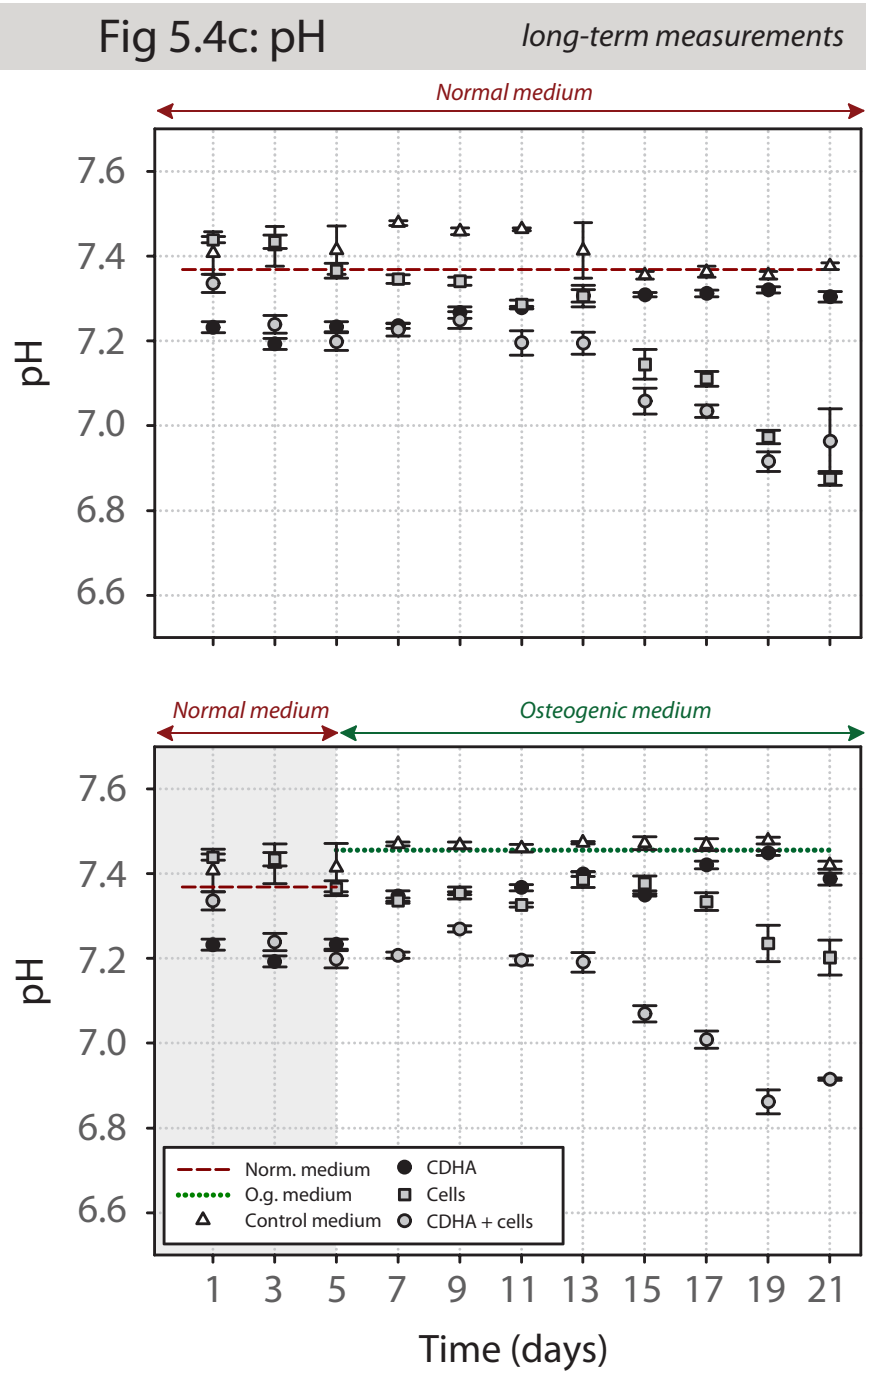 Fig 5.4c: pH
long-term measurements
Normal medium
pH
7.6
7.4
7.2
7.0
6.8
6.6
Normal medium
Osteogenic medium
pH
7.6
7.4
7.2
7.0
6.8
6.6
Norm. medium
CDHA
O.g. medium
Cells
Control medium
CDHA + cells
1 3 5 7 9 11 13 15 17 19 21
Time (days)